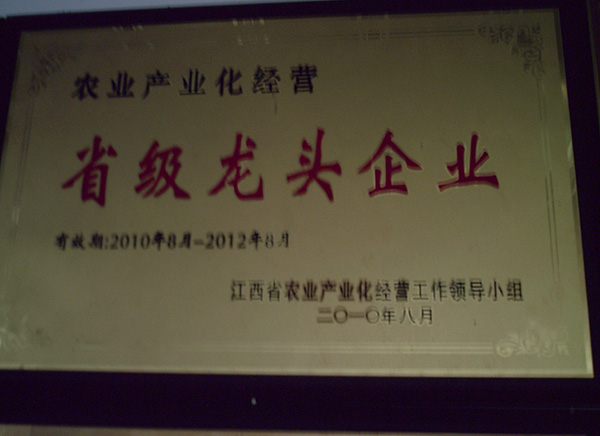 农业产业化经营
省级龙头企业
有效期:2010年8月-2012年8月
江西省农业产业化经营工作领导小组
二〇一〇年八月